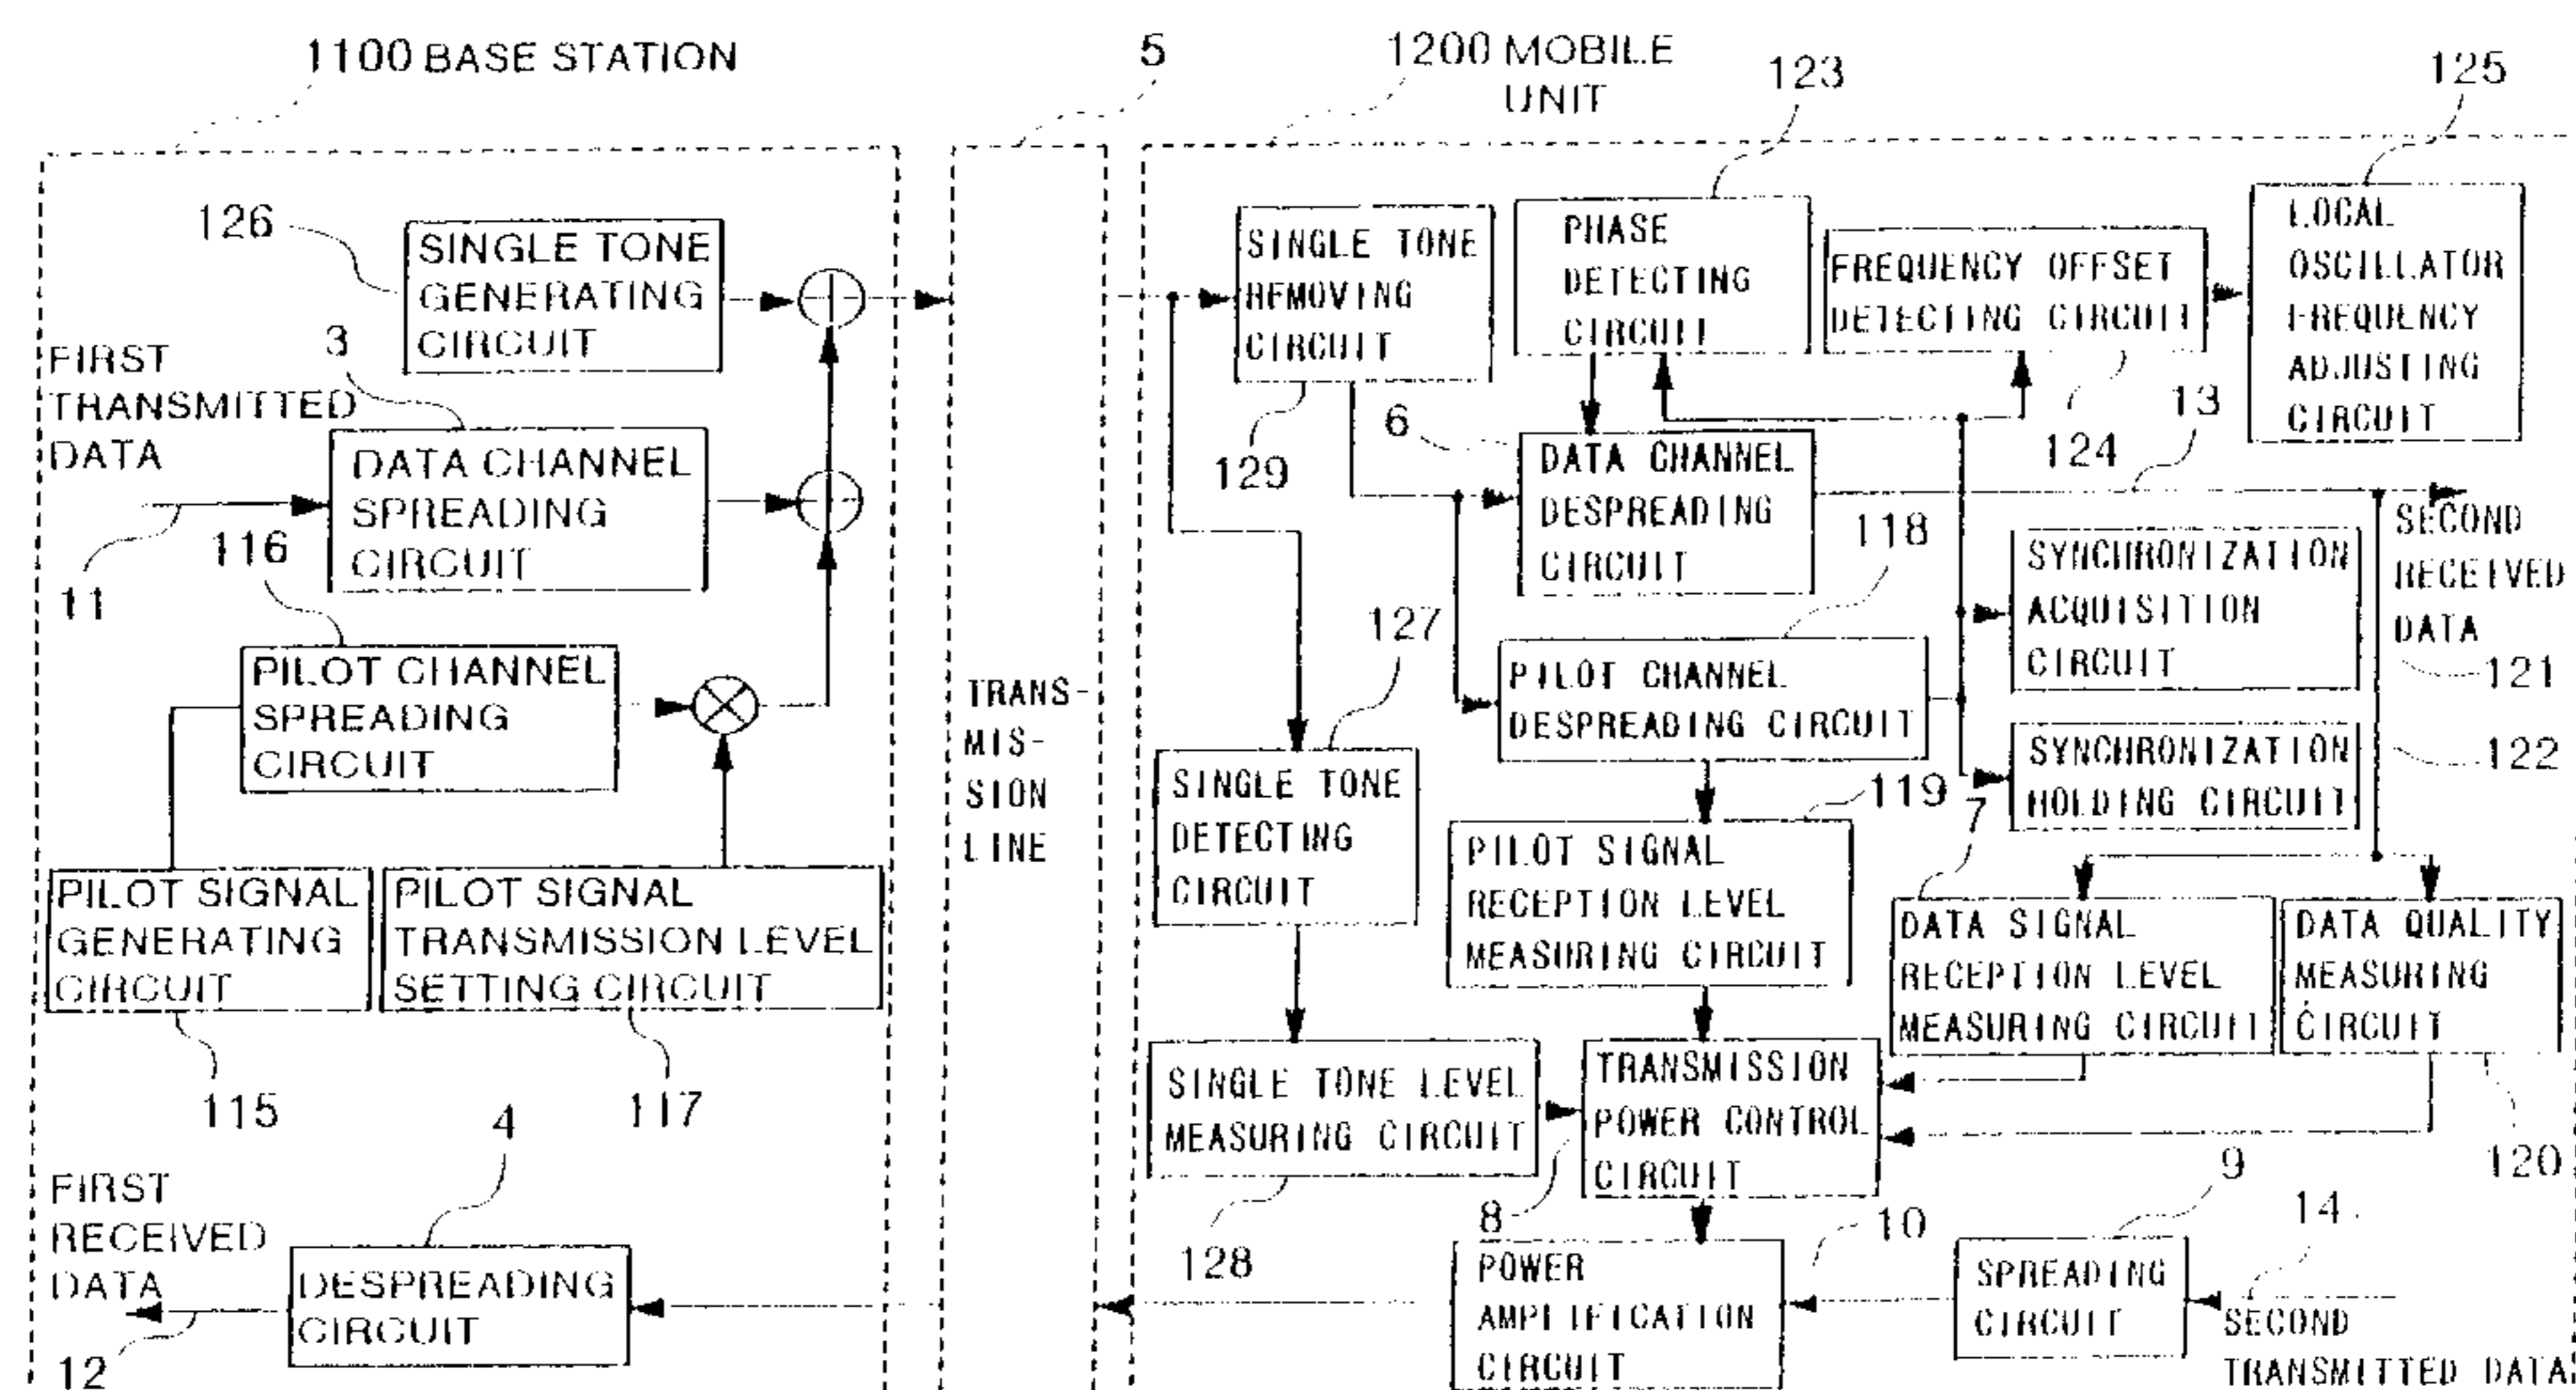 1100 BASE STATION
5
1200 MOBILE
UNIT
123
125
126
SINGLE TONE
GENERATING
CIRCUIT
FIRST
TRANSMITTED
DATA
3
DATA CHANNEL
SPREADING
CIRCUIT
11
116
PILOT CHANNEL
SPREADING
CIRCUIT
PILOT SIGNAL
GENERATING
CIRCUIT
PILOT SIGNAL
TRANSMISSION LEVEL
SETTING CIRCUIT
115
117
4
FIRST
RECEIVED
DATA
DESPREADING
CIRCUIT
12
TRANS-
MIS-
SION
LINE
SINGLE TONE
REMOVING
CIRCUIT
129
PHASE
DETECTING
CIRCUIT
FREQUENCY OFFSET
DETECTING CIRCUIT
124
LOCAL
OSCILLATOR
FREQUENCY
ADJUSTING
CIRCUIT
13
6
DATA CHANNEL
DESPREADING
CIRCUIT
118
SECOND
RECEIVED
DATA
SYNCHRONIZATION
ACQUISITION
CIRCUIT
121
127
PILOT CHANNEL
DESPREADING CIRCUIT
SYNCHRONIZATION
HOLDING CIRCUIT
122
SINGLE TONE
DETECTING
CIRCUIT
119
PILOT SIGNAL
RECEPTION LEVEL
MEASURING CIRCUIT
7
DATA SIGNAL
RECEPTION LEVEL
MEASURING CIRCUIT
DATA QUALITY
MEASURING
CIRCUIT
120
SINGLE TONE LEVEL
MEASURING CIRCUIT
128
TRANSMISSION
POWER CONTROL
CIRCUIT
8
10
9
14
POWER
AMPLIFICATION
CIRCUIT
SPREADING
CIRCUIT
SECOND
TRANSMITTED DATA